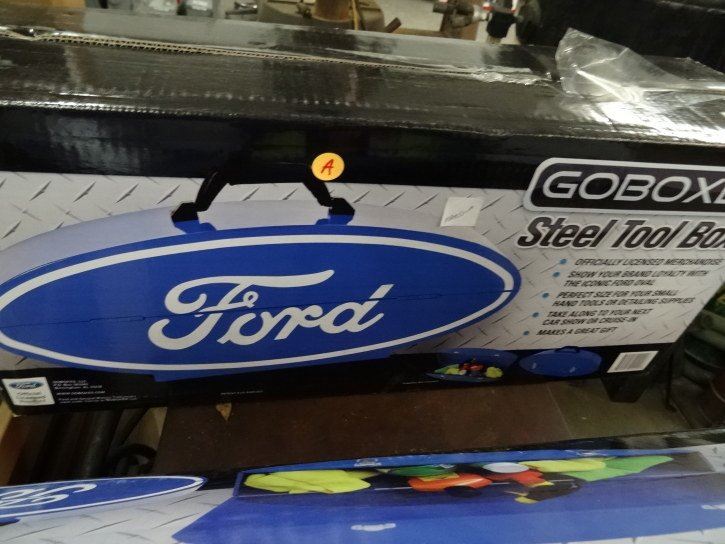 A
GOBOXE
Steel Tool Bo
OFFICIALLY LICENSED MERCHANDISE
SHOW YOUR BRAND LOYALTY WITH
THE ICONIC FORD OVAL
PERFECT SIZE FOR YOUR SMALL
HAND TOOLS OR DETAILING SUPPLIES
TAKE ALONG TO YOUR NEXT
CAR SHOW OR CRUISE-IN
MAKES A GREAT GIFT
Ford
Ford